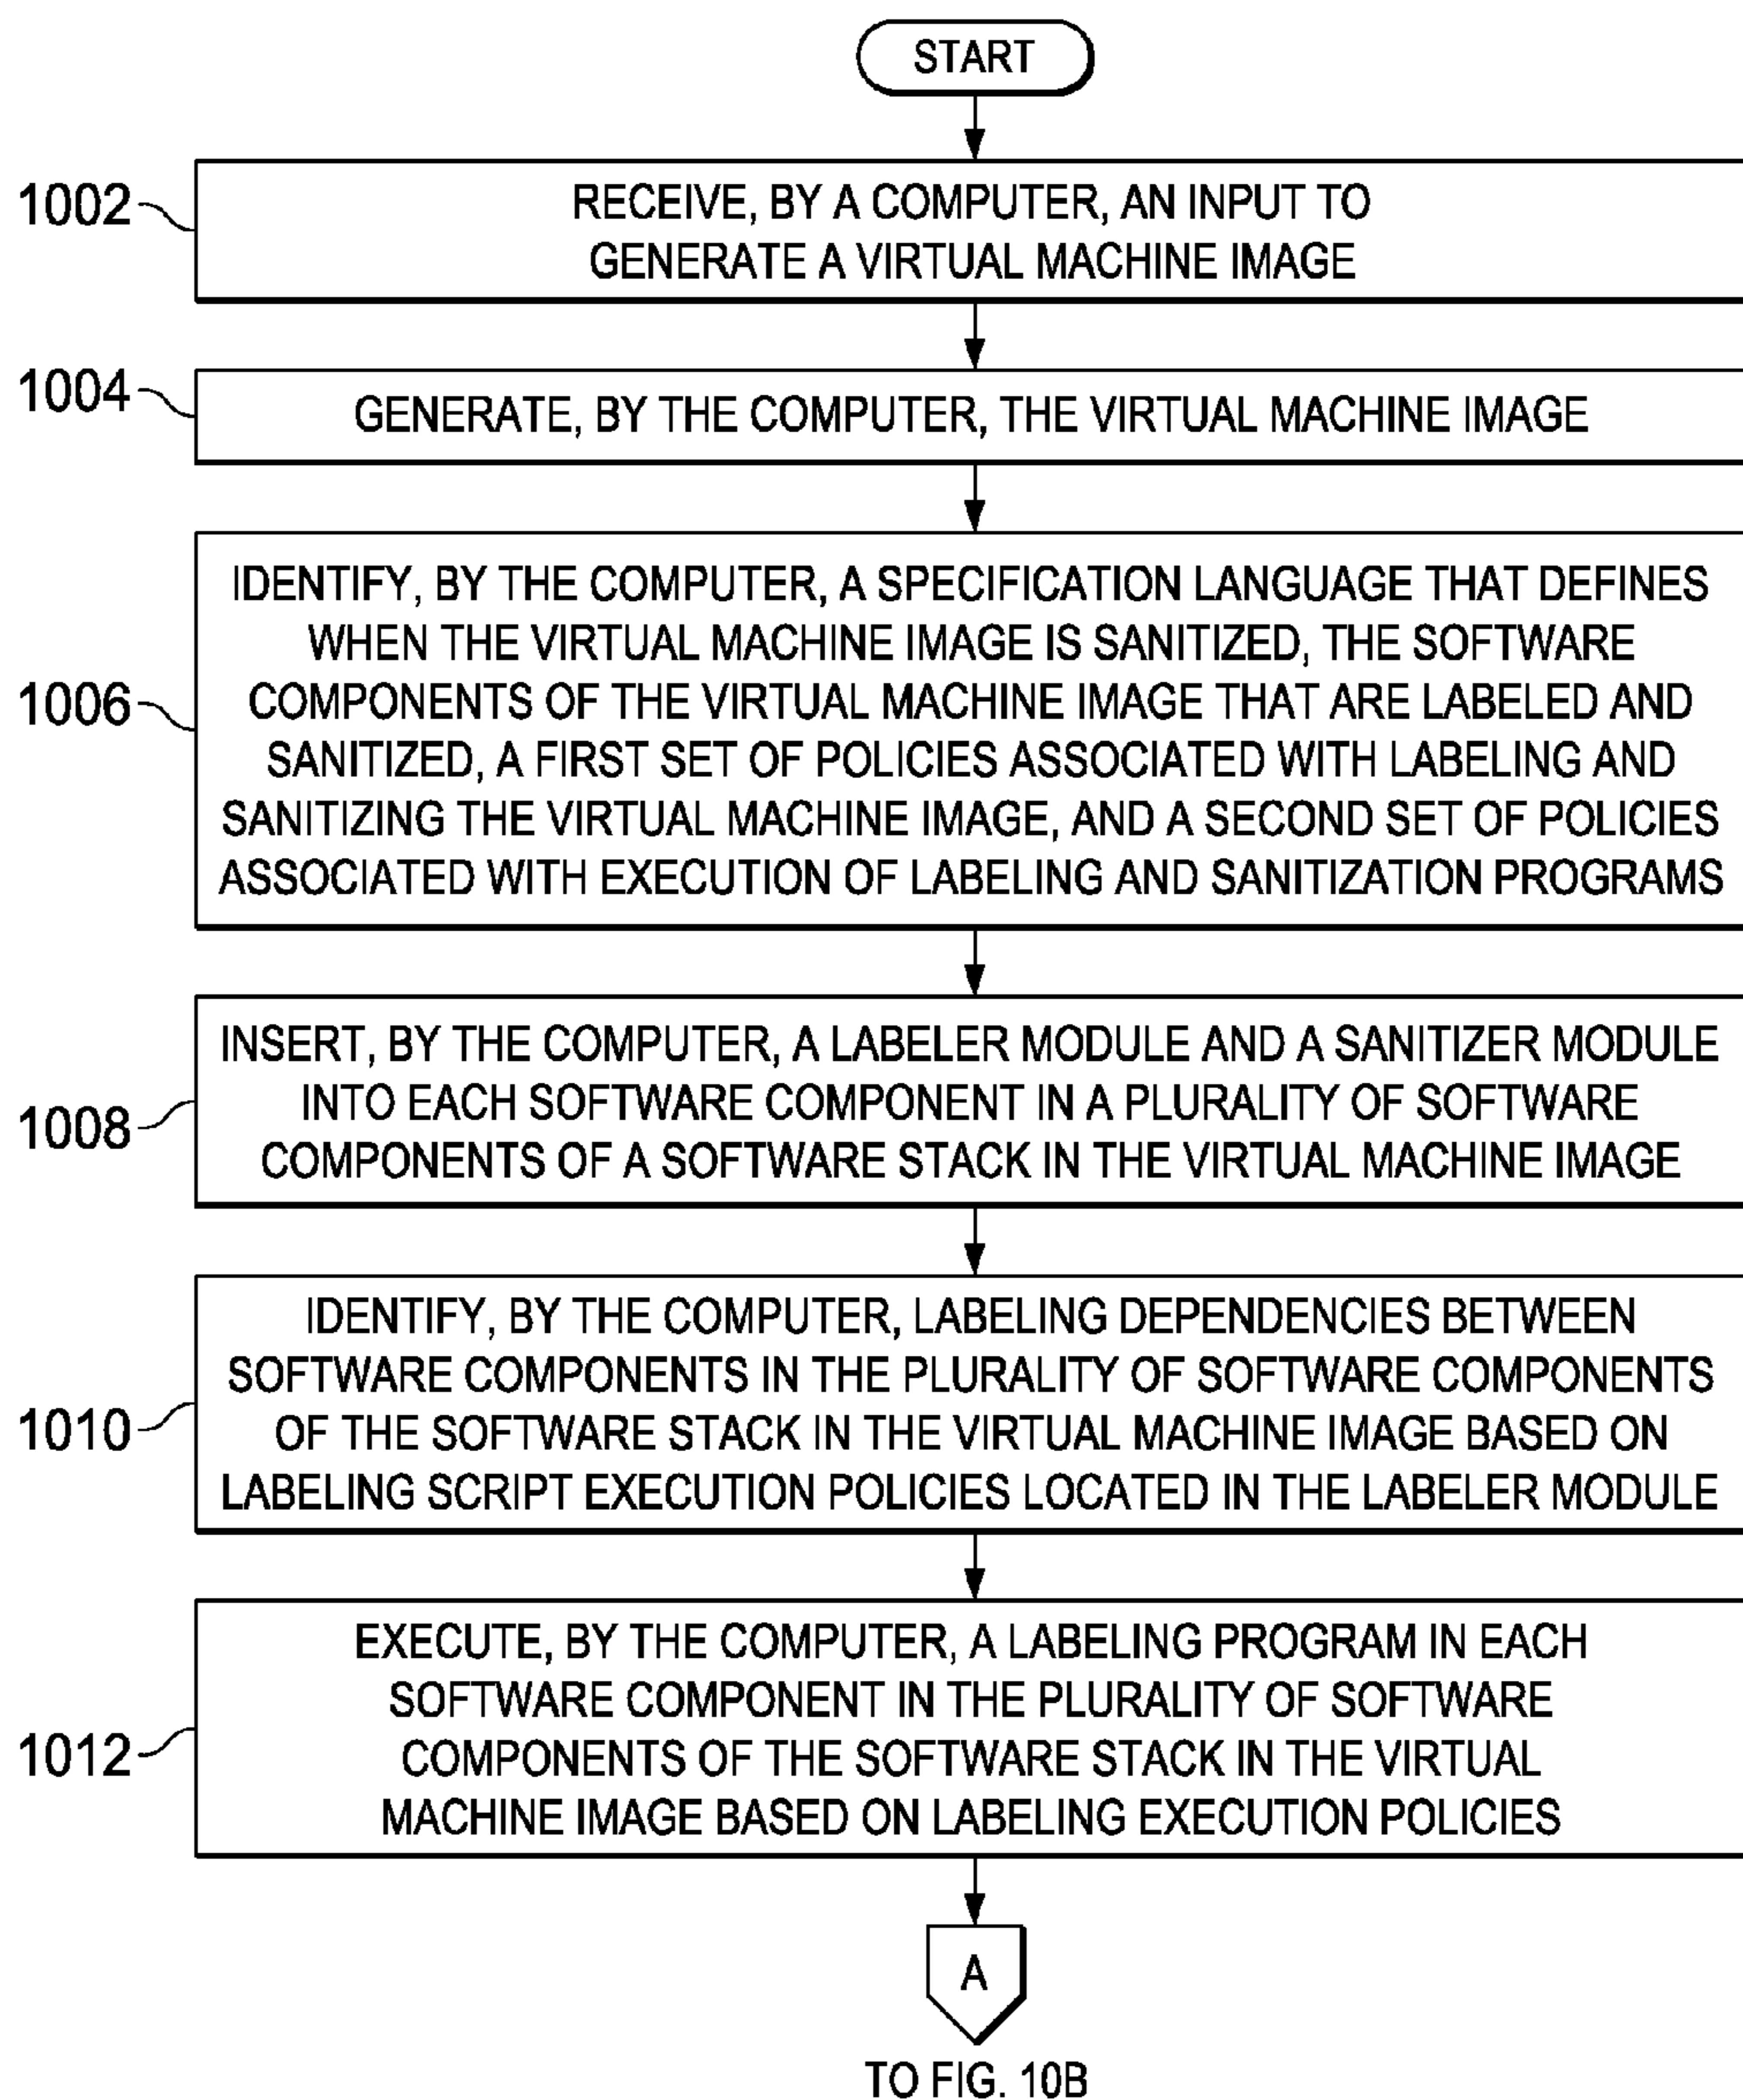 START
1002
RECEIVE, BY A COMPUTER, AN INPUT TO
GENERATE A VIRTUAL MACHINE IMAGE
1004
GENERATE, BY THE COMPUTER, THE VIRTUAL MACHINE IMAGE
1006
IDENTIFY, BY THE COMPUTER, A SPECIFICATION LANGUAGE THAT DEFINES
WHEN THE VIRTUAL MACHINE IMAGE IS SANITIZED, THE SOFTWARE
COMPONENTS OF THE VIRTUAL MACHINE IMAGE THAT ARE LABELED AND
SANITIZED, A FIRST SET OF POLICIES ASSOCIATED WITH LABELING AND
SANITIZING THE VIRTUAL MACHINE IMAGE, AND A SECOND SET OF POLICIES
ASSOCIATED WITH EXECUTION OF LABELING AND SANITIZATION PROGRAMS
1008
INSERT, BY THE COMPUTER, A LABELER MODULE AND A SANITIZER MODULE
INTO EACH SOFTWARE COMPONENT IN A PLURALITY OF SOFTWARE
COMPONENTS OF A SOFTWARE STACK IN THE VIRTUAL MACHINE IMAGE
1010
IDENTIFY, BY THE COMPUTER, LABELING DEPENDENCIES BETWEEN
SOFTWARE COMPONENTS IN THE PLURALITY OF SOFTWARE COMPONENTS
OF THE SOFTWARE STACK IN THE VIRTUAL MACHINE IMAGE BASED ON
LABELING SCRIPT EXECUTION POLICIES LOCATED IN THE LABELER MODULE
1012
EXECUTE, BY THE COMPUTER, A LABELING PROGRAM IN EACH
SOFTWARE COMPONENT IN THE PLURALITY OF SOFTWARE
COMPONENTS OF THE SOFTWARE STACK IN THE VIRTUAL
MACHINE IMAGE BASED ON LABELING EXECUTION POLICIES
A
TO FIG. 10B